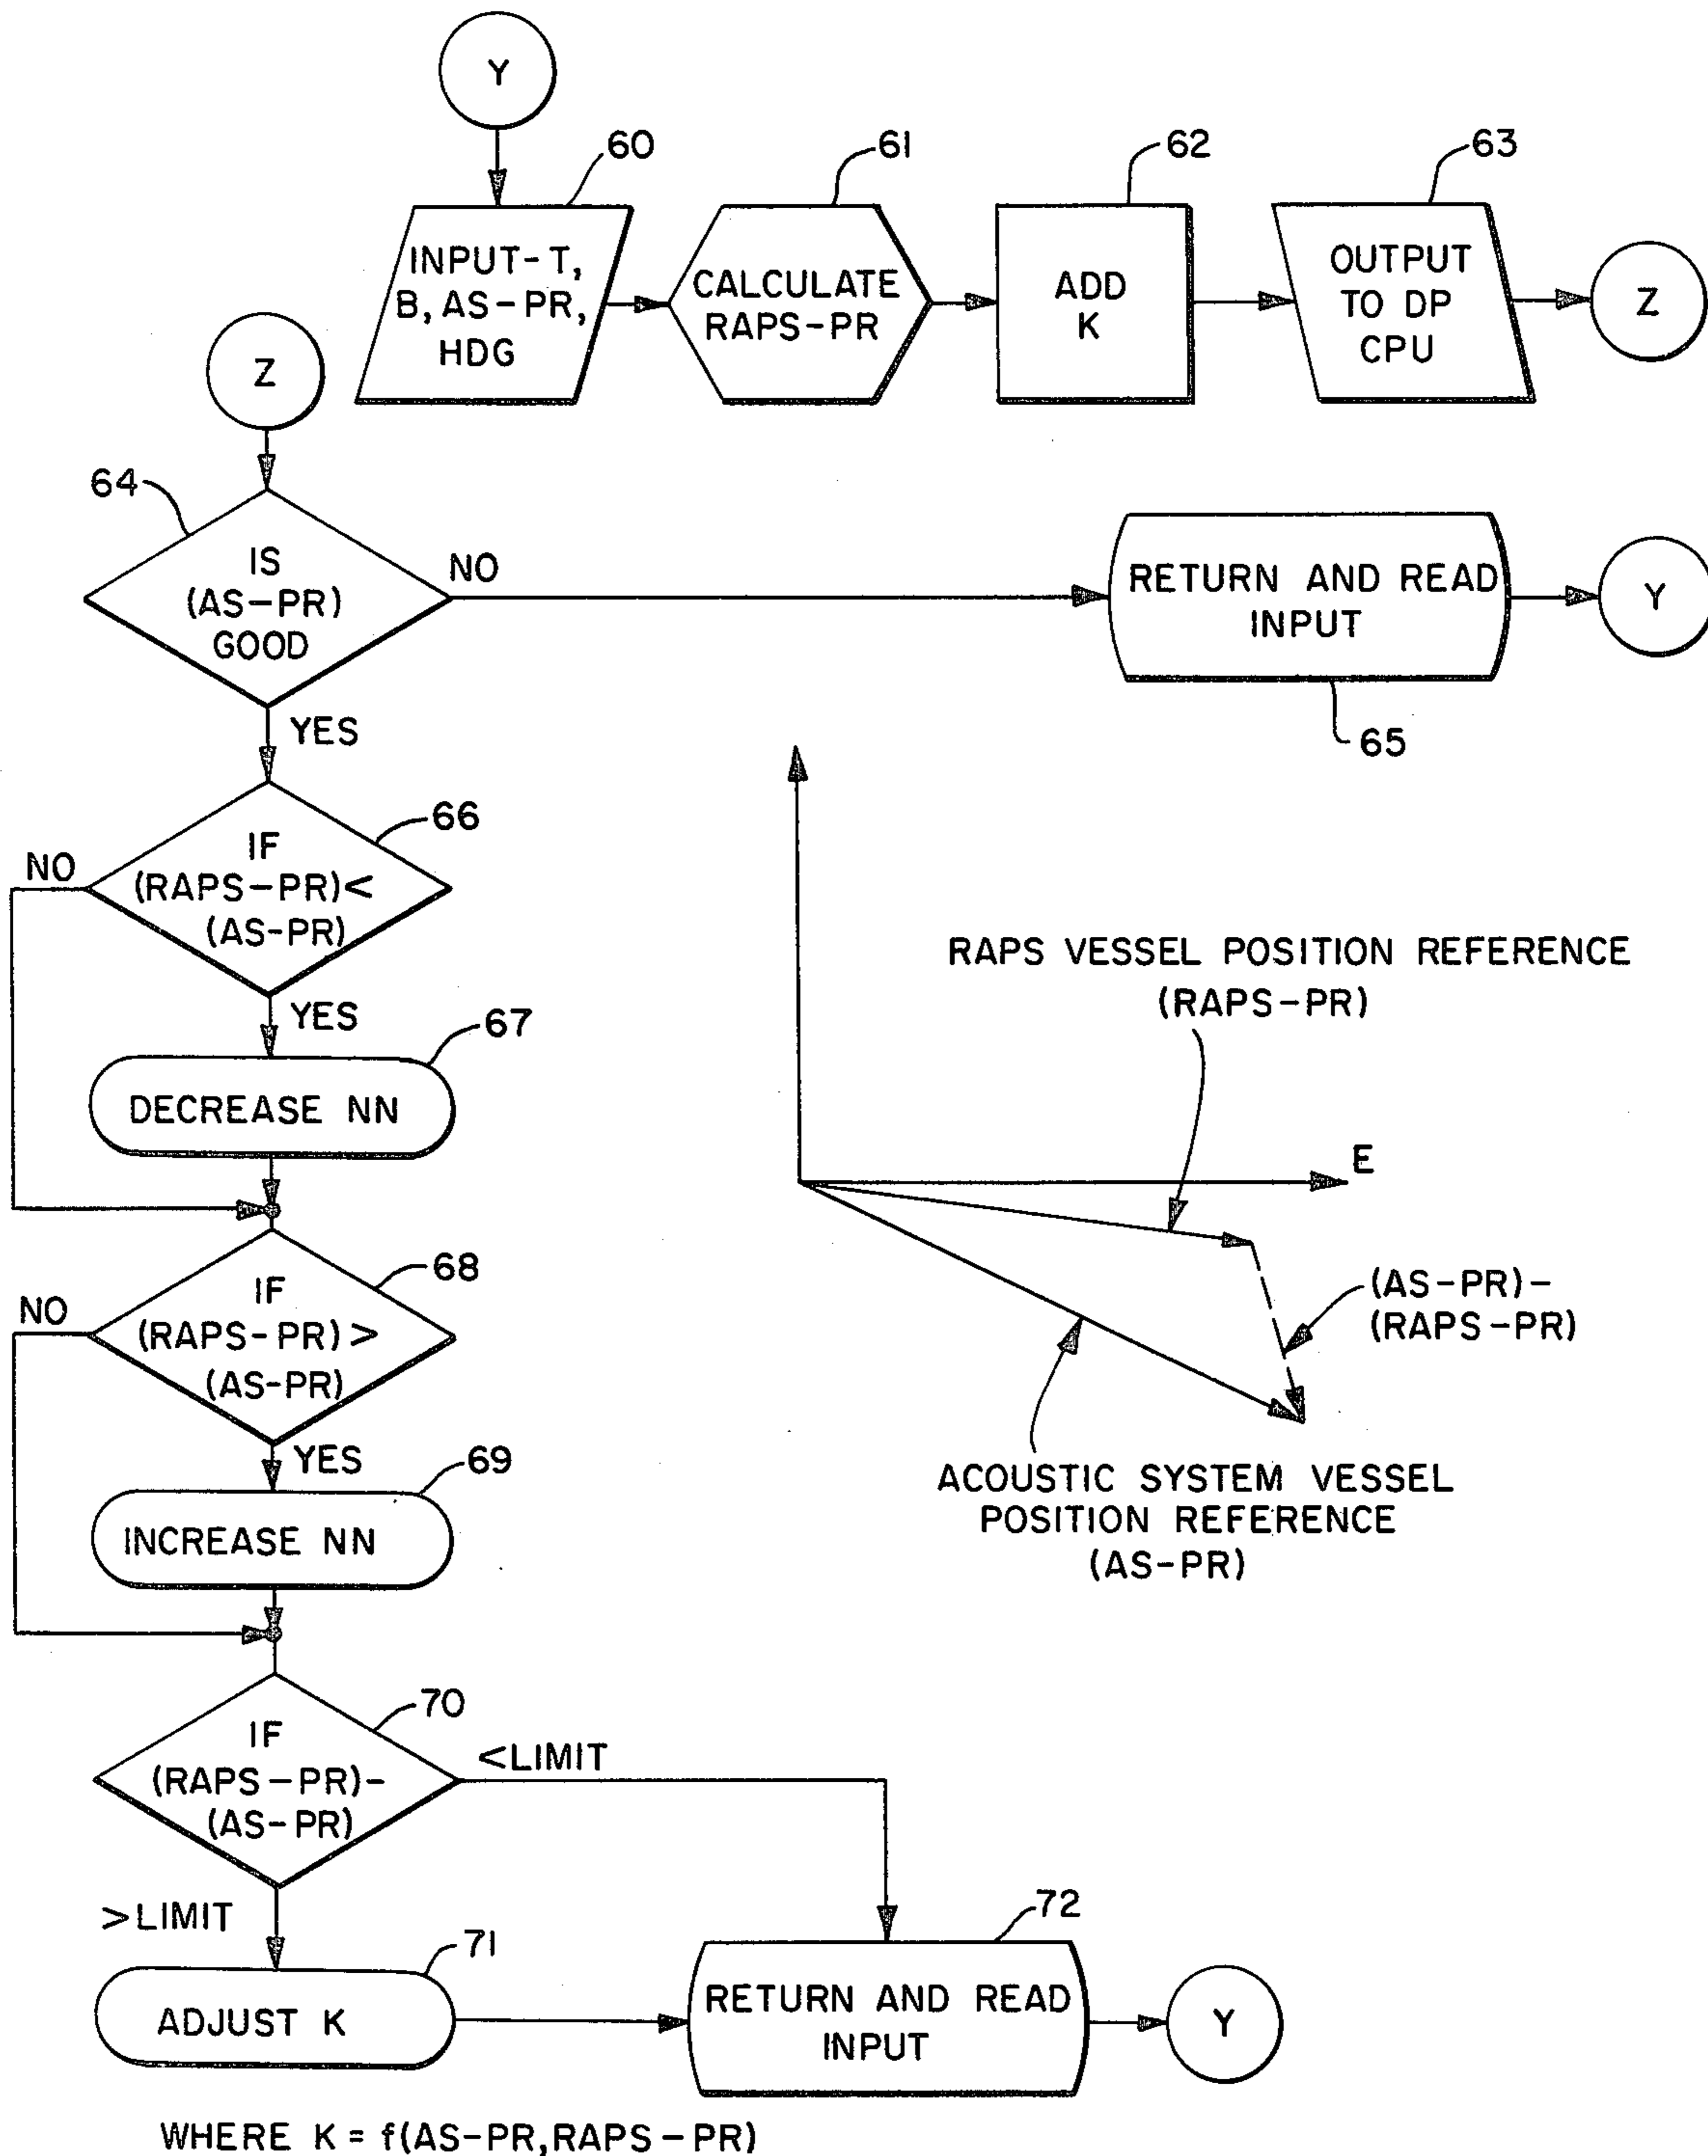 Y
60
61
62
63
INPUT-T,
B, AS-PR,
HDG
CALCULATE
RAPS-PR
ADD
K
OUTPUT
TO DP
CPU
Z
Z
64
IS
(AS-PR)
GOOD
NO
RETURN AND READ
INPUT
Y
65
YES
66
IF
(RAPS-PR)<
(AS-PR)
NO
YES
67
DECREASE NN
68
IF
(RAPS-PR)>
(AS-PR)
NO
YES
69
INCREASE NN
RAPS VESSEL POSITION REFERENCE
(RAPS-PR)
E
(AS-PR)-
(RAPS-PR)
ACOUSTIC SYSTEM VESSEL
POSITION REFERENCE
(AS-PR)
70
IF
(RAPS-PR)-
(AS-PR)
<LIMIT
>LIMIT
71
ADJUST K
72
RETURN AND READ
INPUT
Y
WHERE K = f(AS-PR,RAPS-PR)